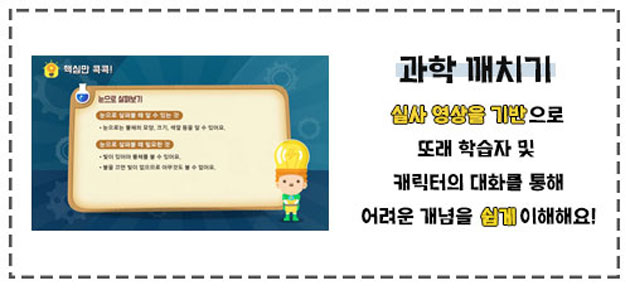 핵심만 콕콕!
눈으로 살펴보기
눈으로 살펴볼 때 알 수 있는 것
• 눈으로는 물체의 모양, 크기, 색깔 등을 알 수 있어요.
눈으로 살펴볼 때 필요한 것
• 빛이 있어야 물체를 볼 수 있어요.
• 불을 끄면 빛이 없으므로 아무것도 볼 수 없어요.
과학 깨치기
실사 영상을 기반으로
또래 학습자 및
캐릭터의 대화를 통해
어려운 개념을 쉽게 이해해요!